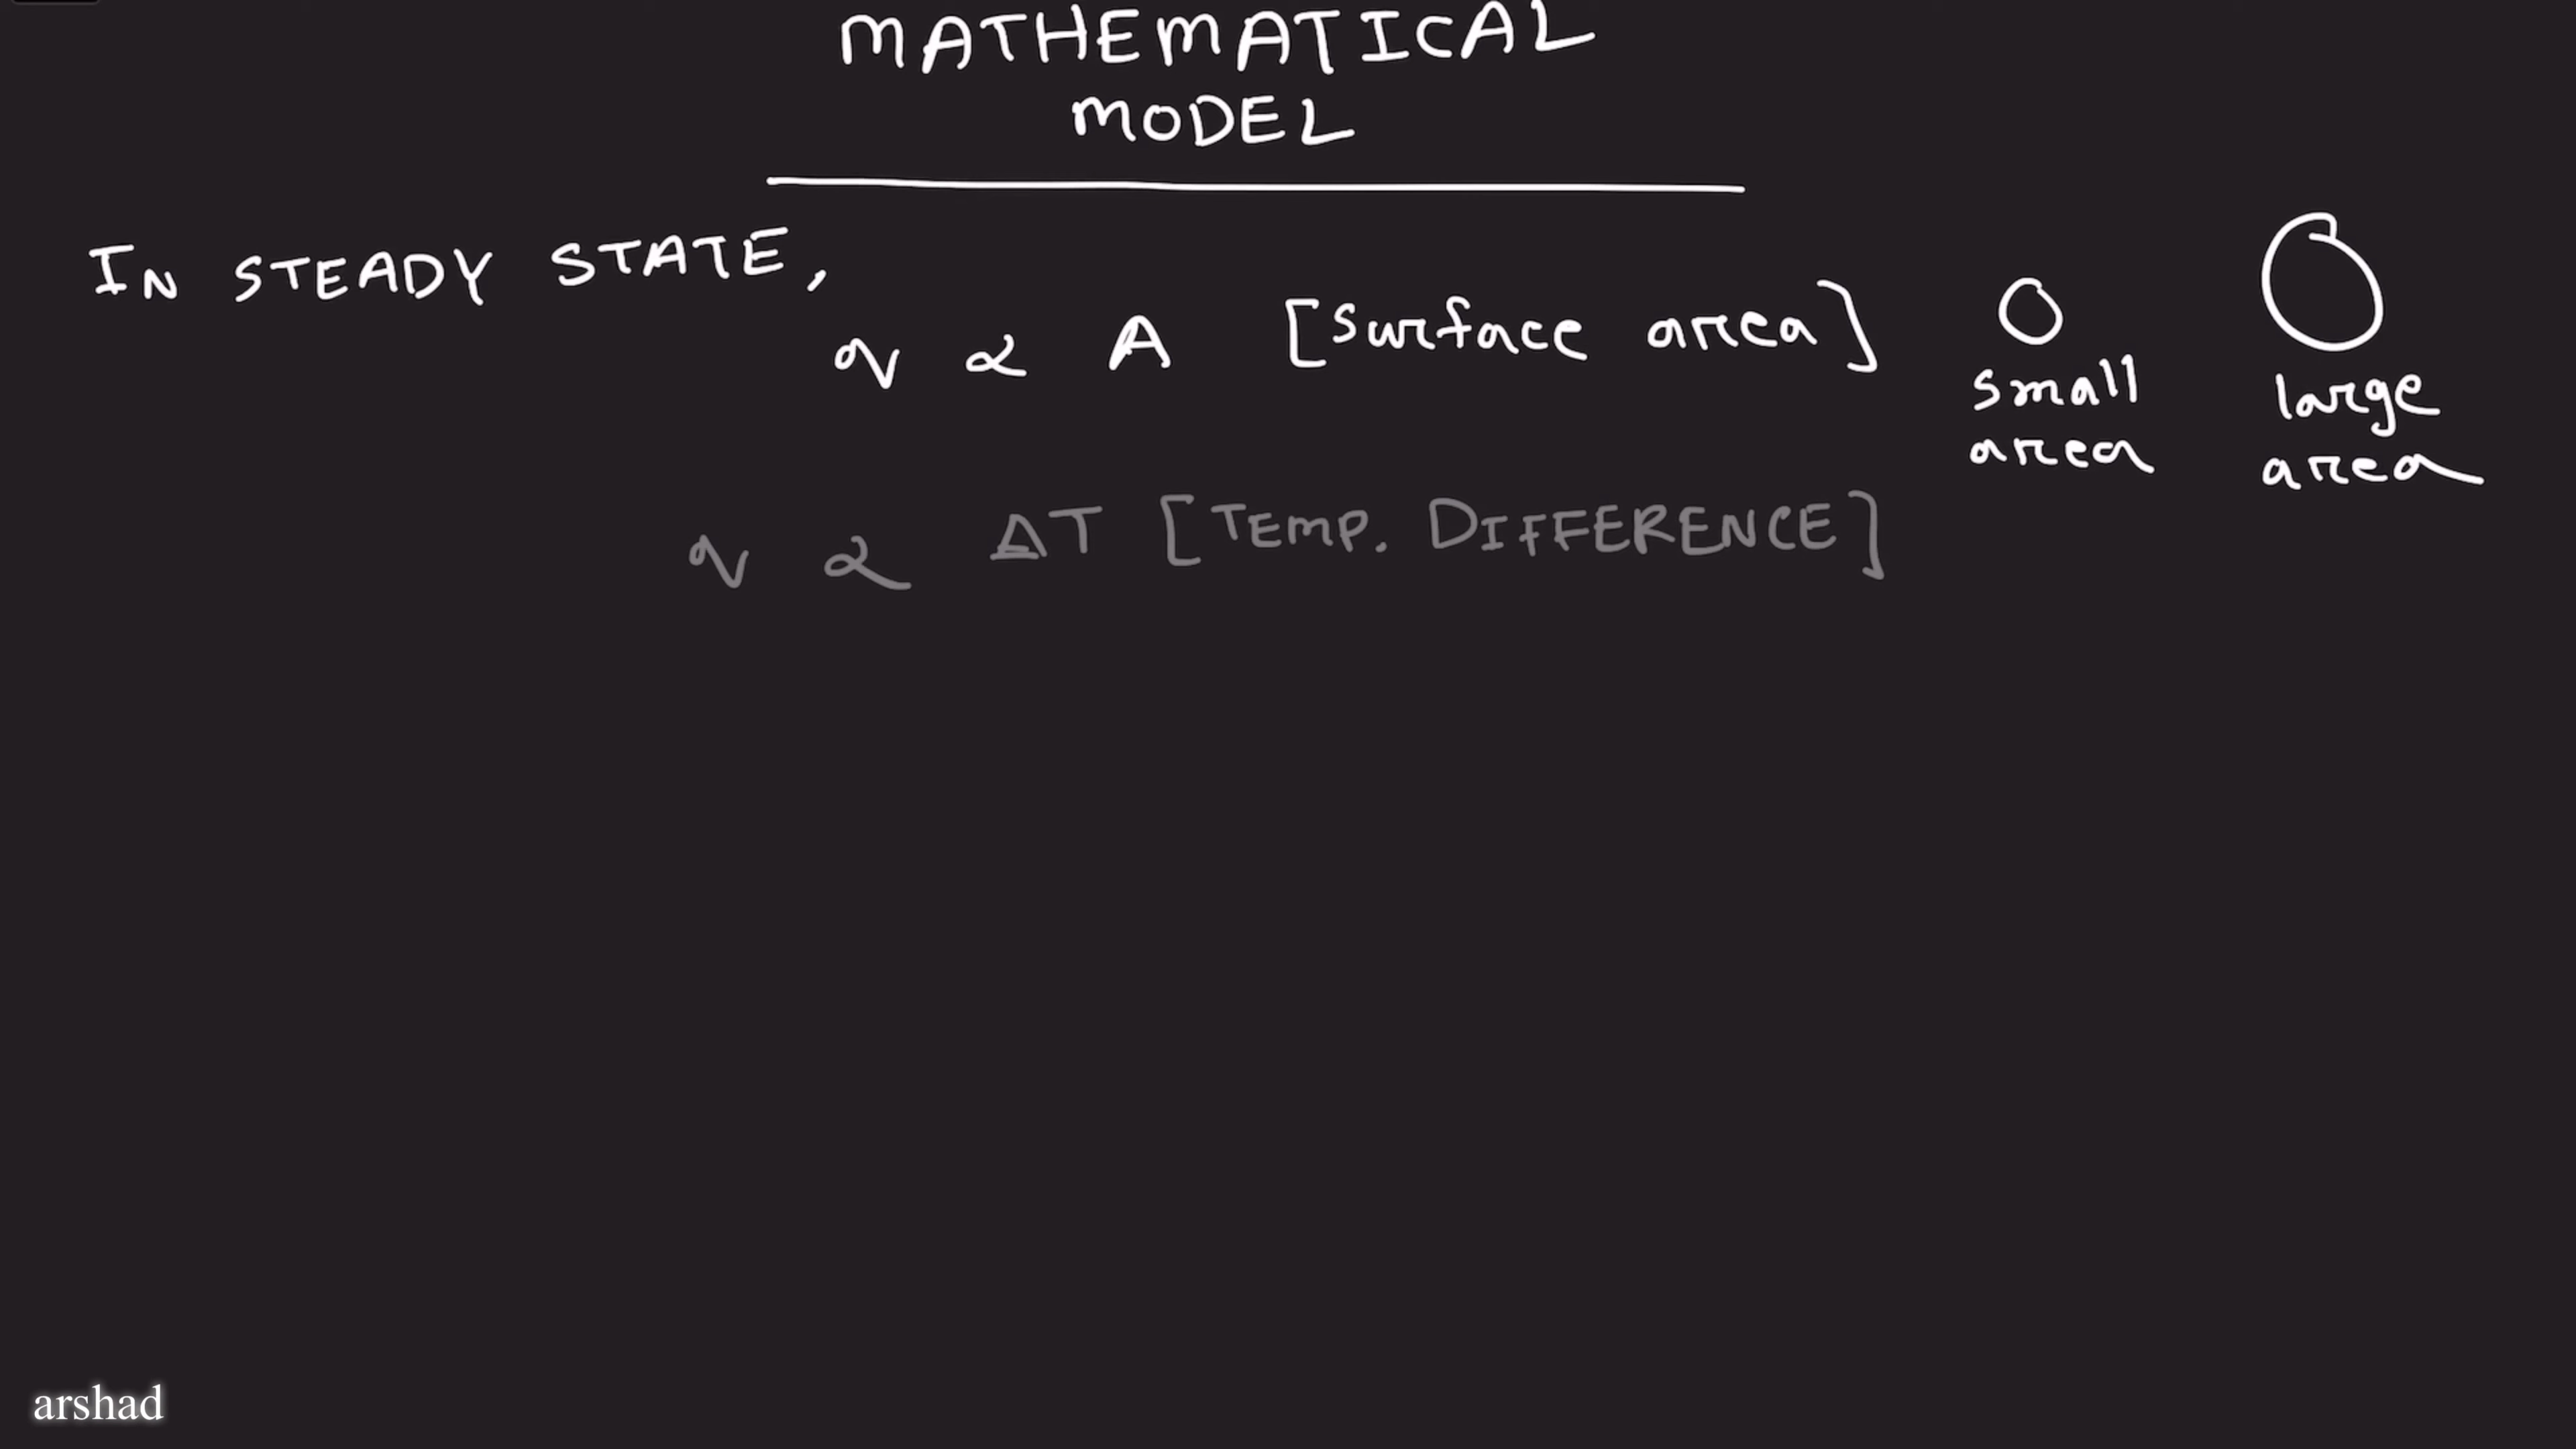 MATHEMATICAL
MODEL
IN STEADY STATE,
q ∝ A [Surface area]
small
area
large
area
q ∝ ΔT [TEMP. DIFFERENCE]
arshad